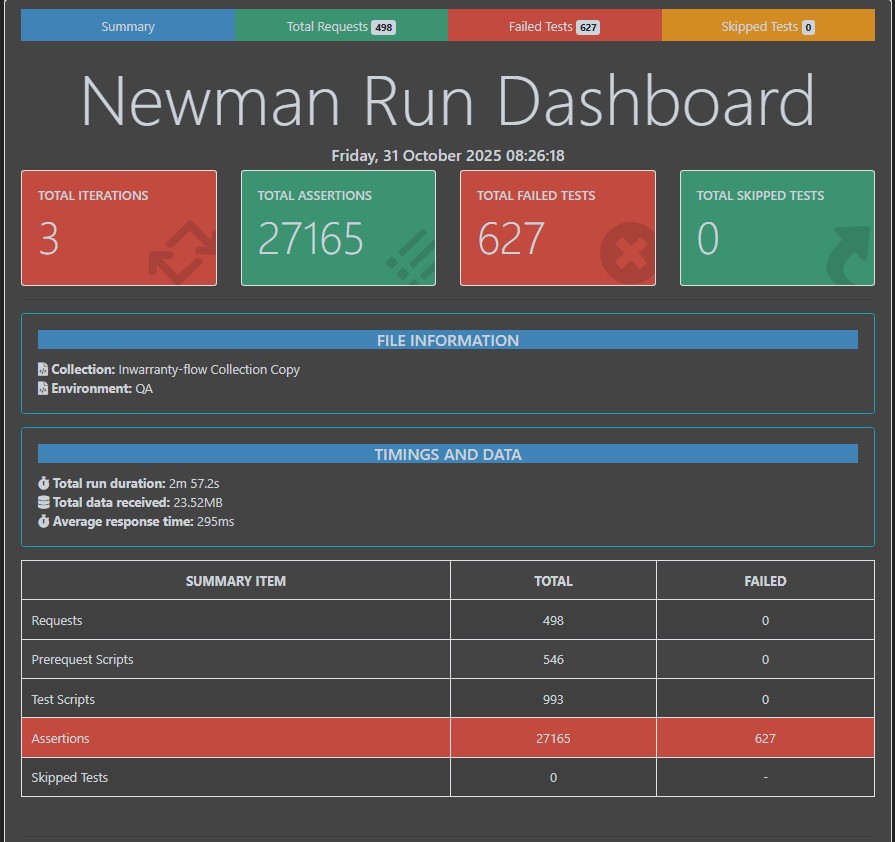 Summary
Total Requests 498
Failed Tests 627
Skipped Tests 0
Newman Run Dashboard
Friday, 31 October 2025 08:26:18
TOTAL ITERATIONS
3
TOTAL ASSERTIONS
27165
TOTAL FAILED TESTS
627
TOTAL SKIPPED TESTS
0
FILE INFORMATION
Collection: Inwarranty-flow Collection Copy
Environment: QA
TIMINGS AND DATA
Total run duration: 2m 57.2s
Total data received: 23.52MB
Average response time: 295ms
SUMMARY ITEM TOTAL FAILED
Requests 498 0
Prerequest Scripts 546 0
Test Scripts 993 0
Assertions 27165 627
Skipped Tests 0 -